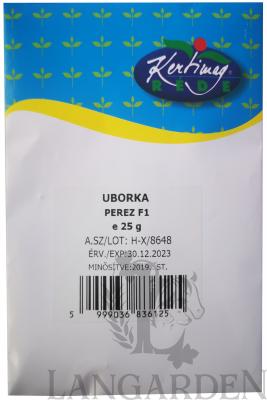 Kertimag
RÉDE
UBORKA
PEREZ F1
e 25 g
A.SZ/LOT: H-X/8648
ÉRV./EXP:30.12.2023
MINŐSÍTVE:2019. ST.
5 999036 836125
LANGARDEN